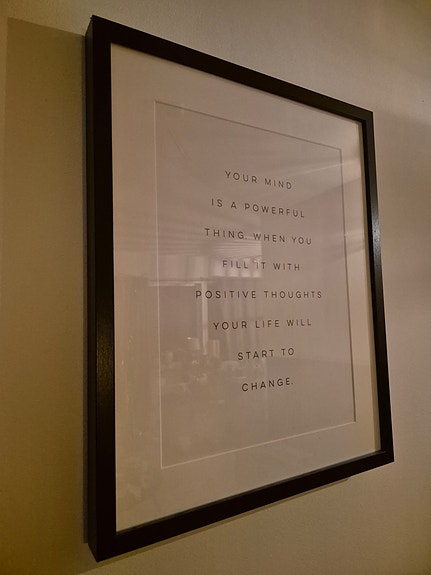 YOUR MIND
IS A POWERFUL
THING. WHEN YOU
FILL IT WITH
POSITIVE THOUGHTS
YOUR LIFE WILL
START TO
CHANGE.